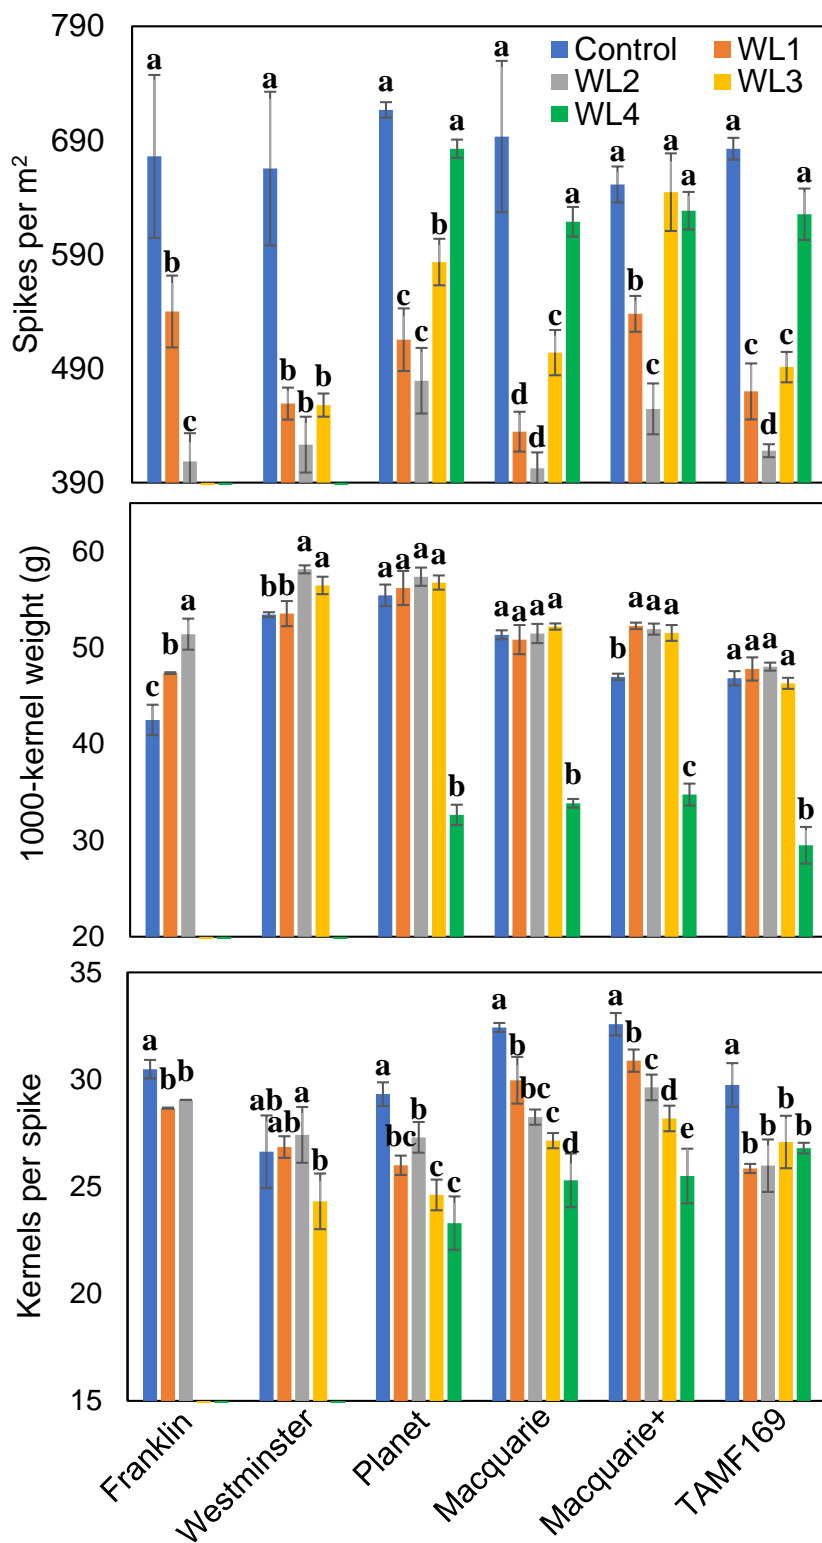 790
690
590
490
390
Spikes per m²
Control
WL1
WL2
WL3
WL4
a b c
a b b b
a c c b a
a d d c a
a b c a a
a c d c a
60
50
40
30
20
1000-kernel weight (g)
c b a
b b a a
a a a a b
a a a a b
b a a a c
a a a a b
35
30
25
20
15
Kernels per spike
a b b
ab ab a b
a bc b c c
a b bc c d
a b c d e
a b b b b
Franklin
Westminster
Planet
Macquarie
Macquarie+
TAMF169